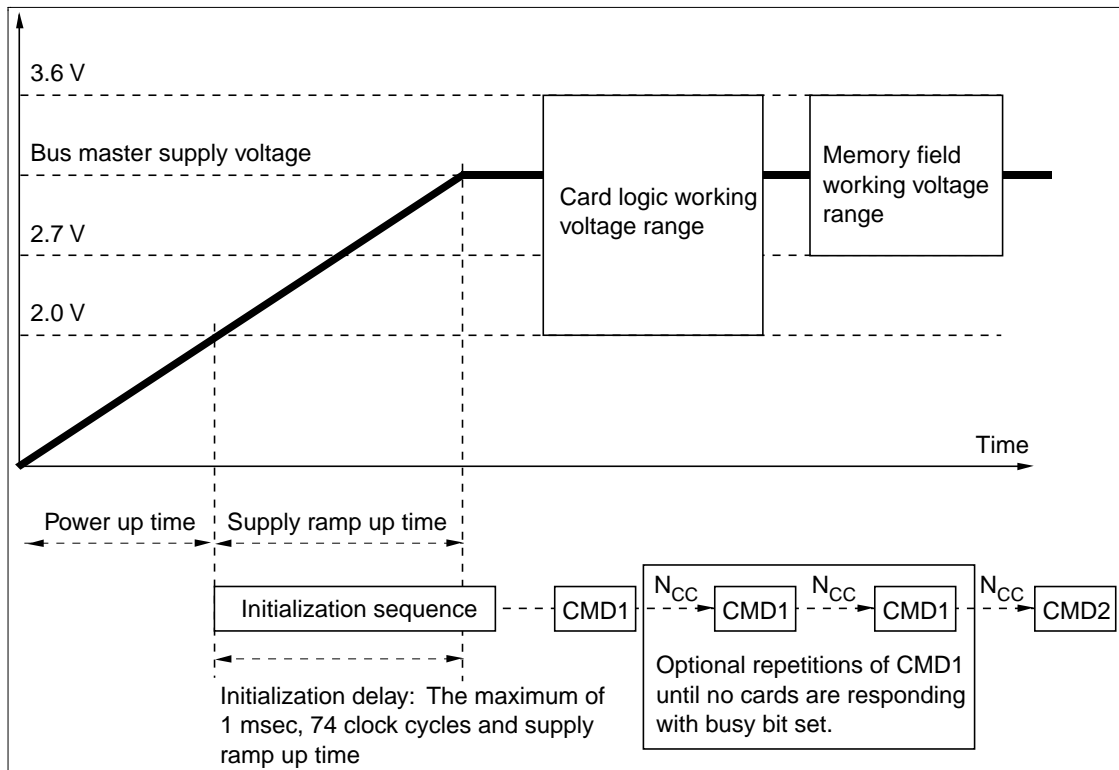 3.6 V
Bus master supply voltage
2.7 V
2.0 V
Card logic working
voltage range
Memory field
working voltage
range
Time
Power up time
Supply ramp up time
Initialization sequence
CMD1
NCC
CMD1
NCC
CMD1
NCC
CMD2
Optional repetitions of CMD1
until no cards are responding
with busy bit set.
Initialization delay: The maximum of
1 msec, 74 clock cycles and supply
ramp up time